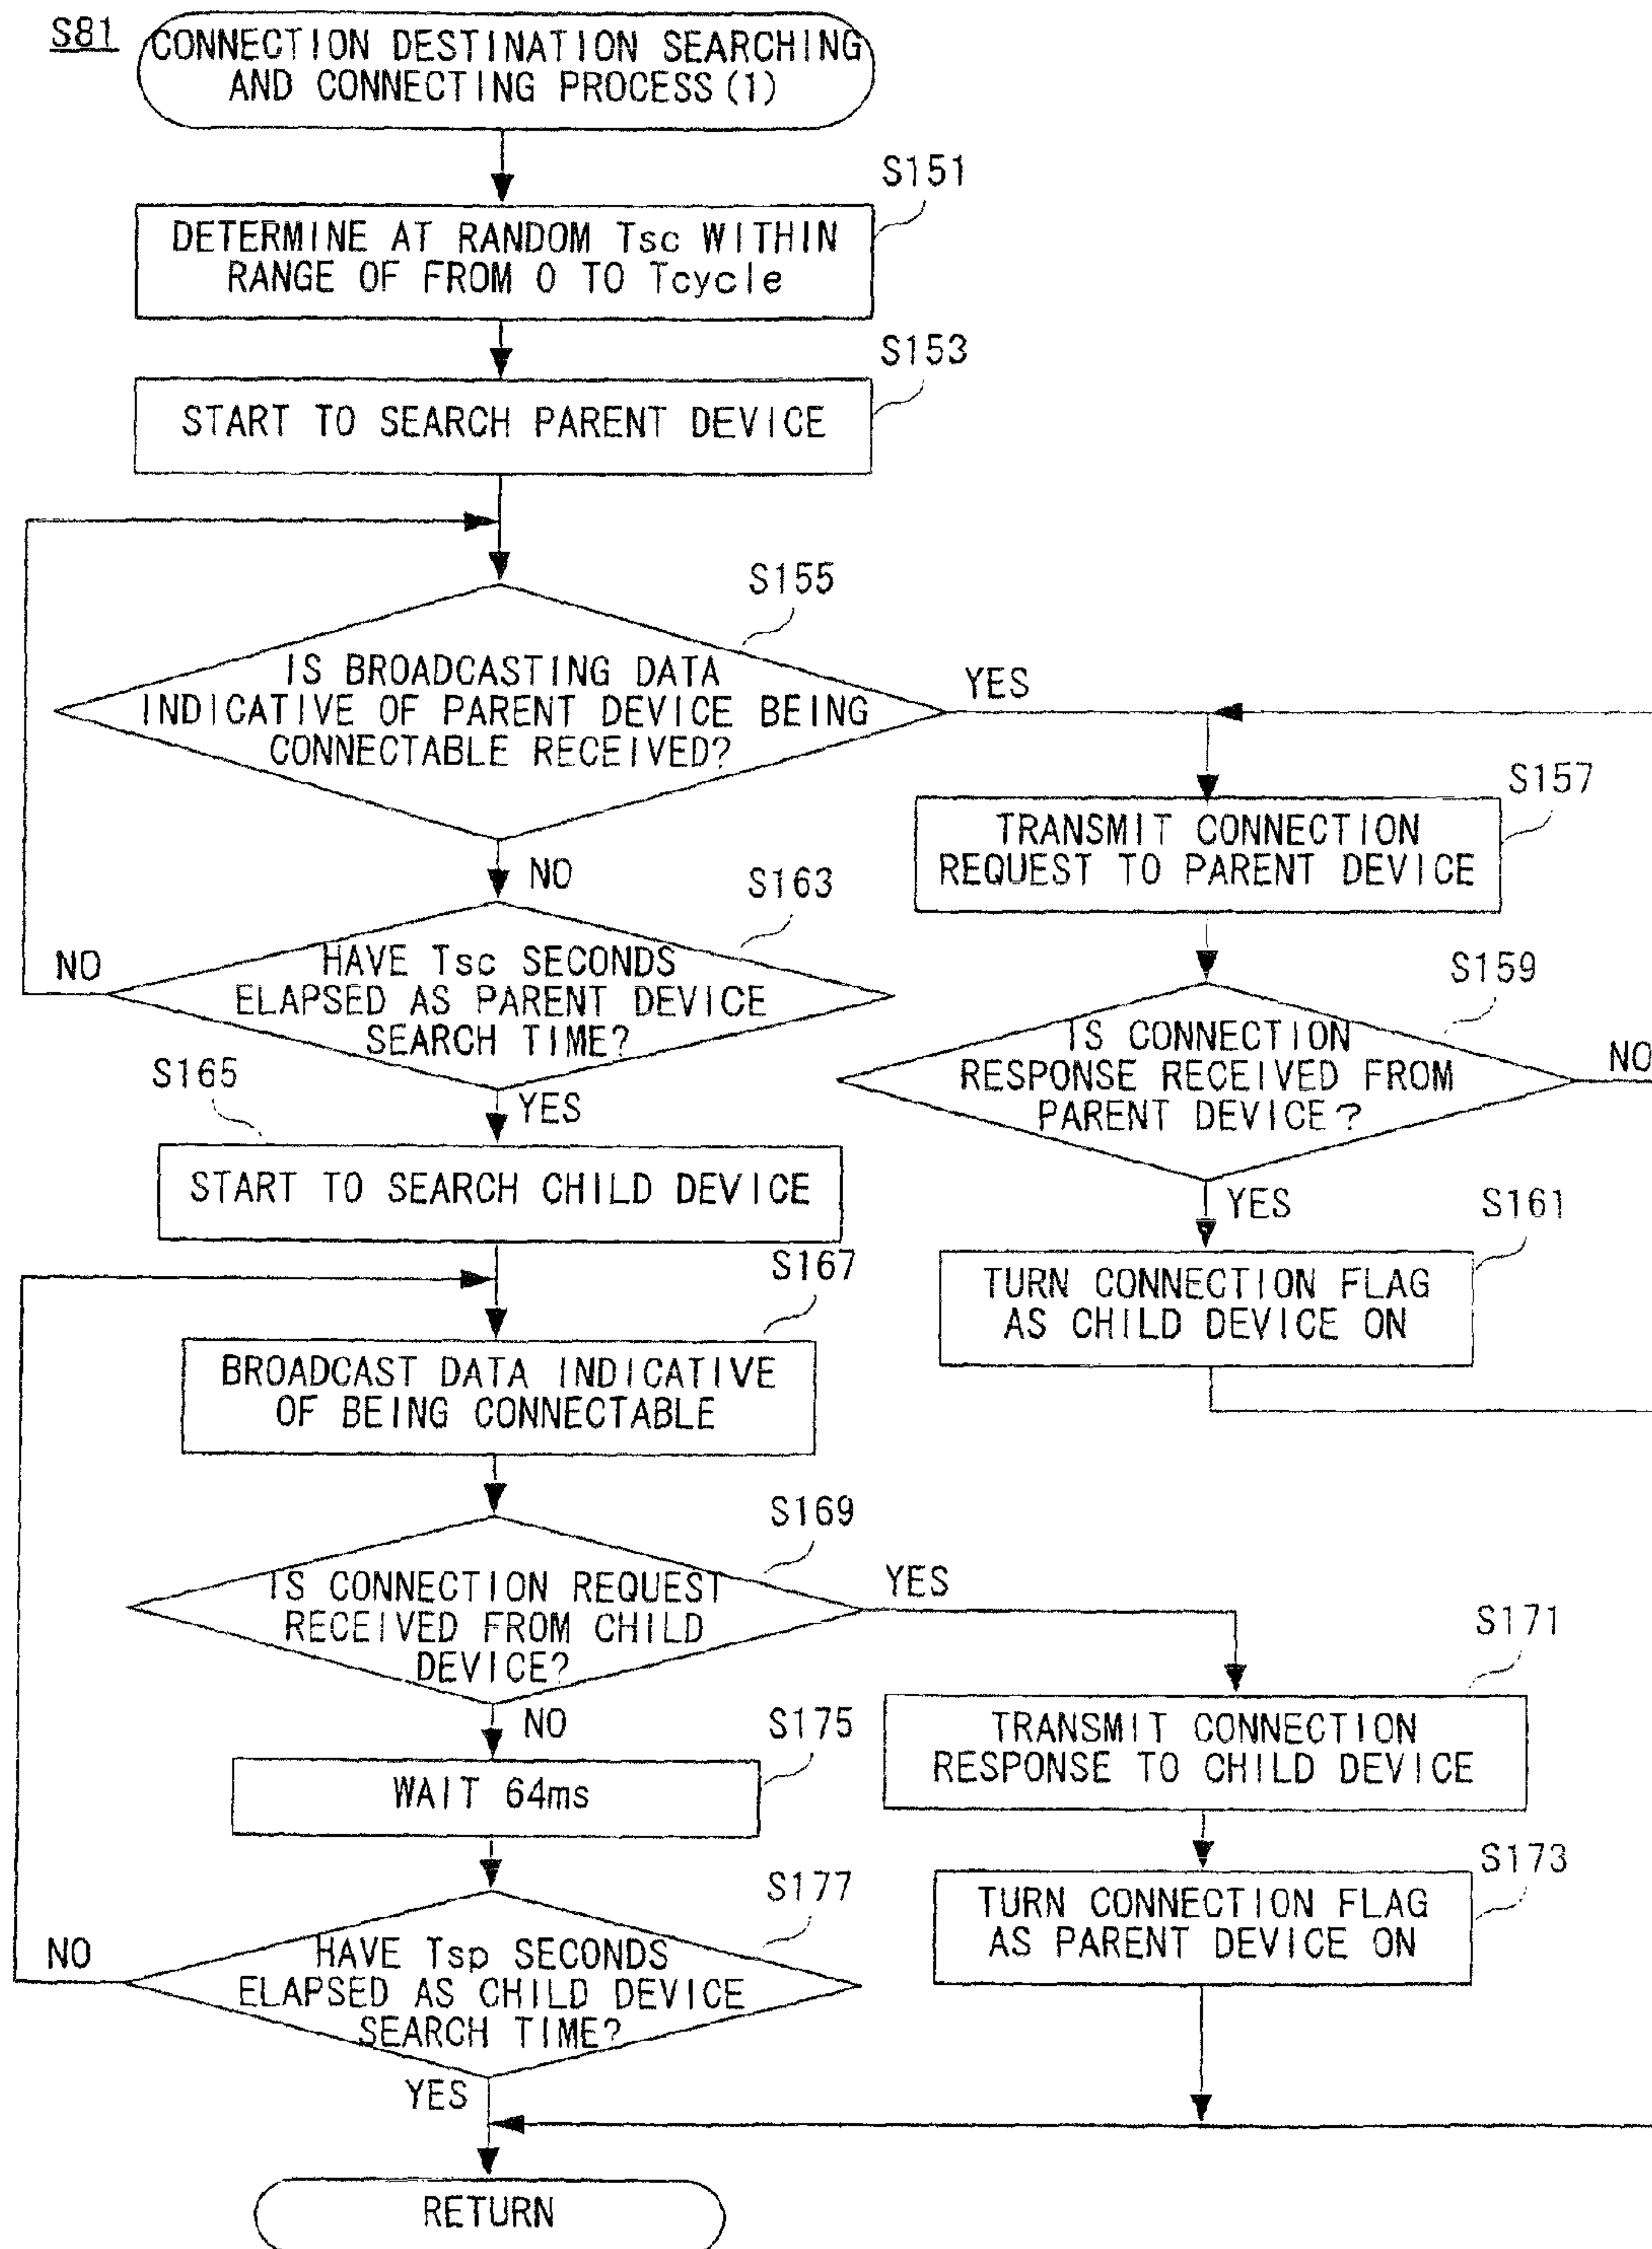 S81
CONNECTION DESTINATION SEARCHING
AND CONNECTING PROCESS(1)
S151
DETERMINE AT RANDOM Tsc WITHIN
RANGE OF FROM 0 TO Tcycle
S153
START TO SEARCH PARENT DEVICE
S155
IS BROADCASTING DATA
INDICATIVE OF PARENT DEVICE BEING
CONNECTABLE RECEIVED?
YES
NO
S157
TRANSMIT CONNECTION
REQUEST TO PARENT DEVICE
S159
IS CONNECTION
RESPONSE RECEIVED FROM
PARENT DEVICE?
NO
YES
S161
TURN CONNECTION FLAG
AS CHILD DEVICE ON
S163
HAVE Tsc SECONDS
ELAPSED AS PARENT DEVICE
SEARCH TIME?
NO
YES
S165
START TO SEARCH CHILD DEVICE
S167
BROADCAST DATA INDICATIVE
OF BEING CONNECTABLE
S169
IS CONNECTION REQUEST
RECEIVED FROM CHILD
DEVICE?
YES
NO
S171
TRANSMIT CONNECTION
RESPONSE TO CHILD DEVICE
S173
TURN CONNECTION FLAG
AS PARENT DEVICE ON
S175
WAIT 64ms
S177
HAVE Tsp SECONDS
ELAPSED AS CHILD DEVICE
SEARCH TIME?
NO
YES
RETURN